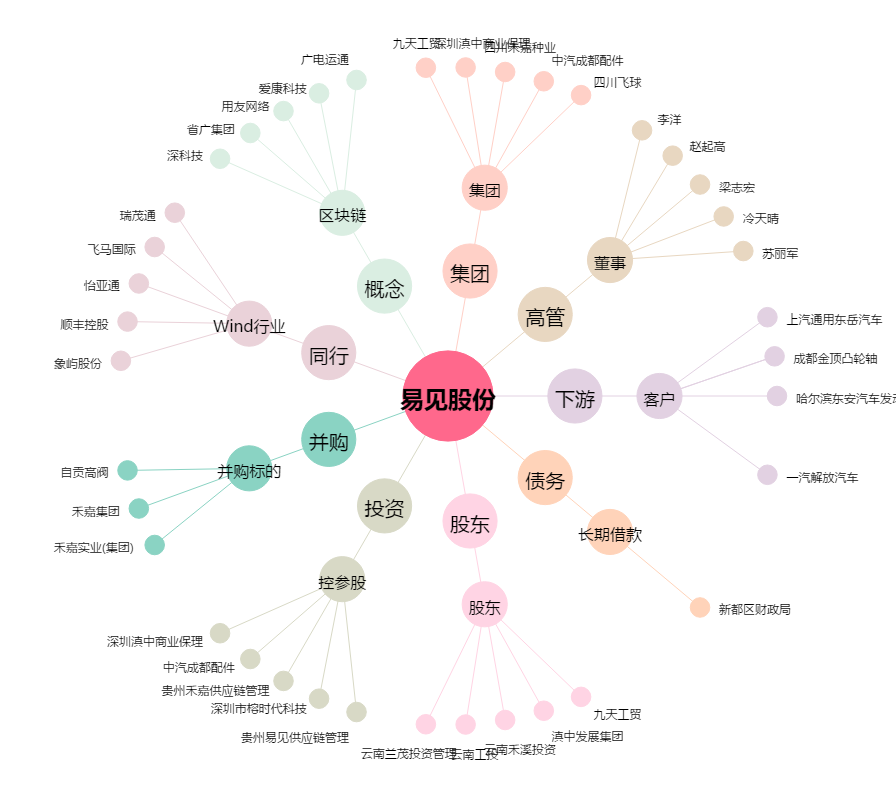 九天工贸
深圳滇中商业保理
四川禾嘉种业
中汽成都配件
四川飞球
集团
集团
广电运通
爱康科技
用友网络
省广集团
深科技
区块链
概念
李洋
赵起高
梁志宏
冷天晴
苏丽军
董事
高管
瑞茂通
飞马国际
怡亚通
顺丰控股
象屿股份
Wind行业
同行
易见股份
下游
客户
上汽通用东岳汽车
成都金顶凸轮轴
哈尔滨东安汽车发动
一汽解放汽车
并购
并购标的
自贡高阀
禾嘉集团
禾嘉实业(集团)
债务
长期借款
新都区财政局
投资
控参股
深圳滇中商业保理
中汽成都配件
贵州禾嘉供应链管理
深圳市榕时代科技
贵州易见供应链管理
股东
股东
九天工贸
滇中发展集团
云南禾溪投资
云南工投
云南兰茂投资管理